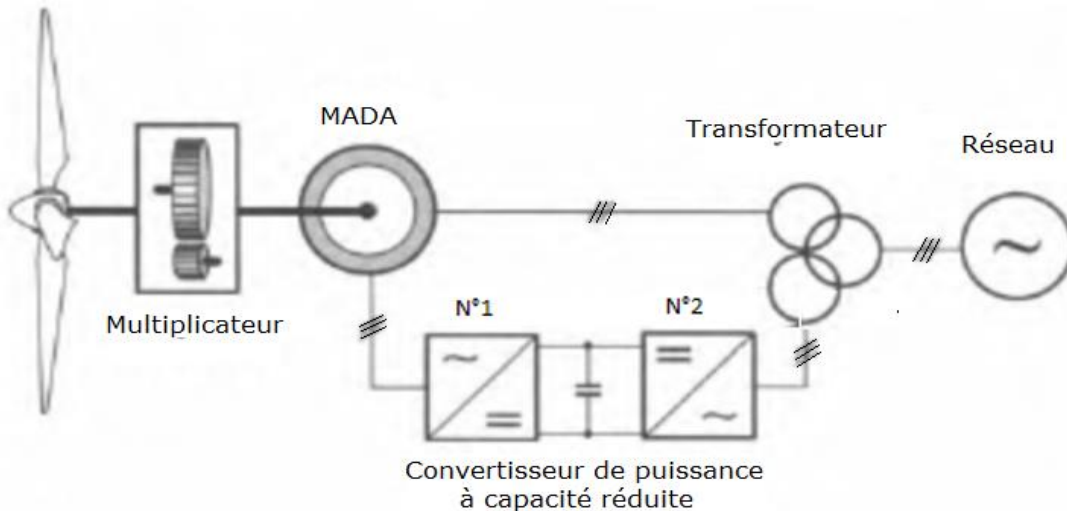 MADA
Transformateur
Réseau
N°1
N°2
Multiplicateur
Convertisseur de puissance
à capacité réduite